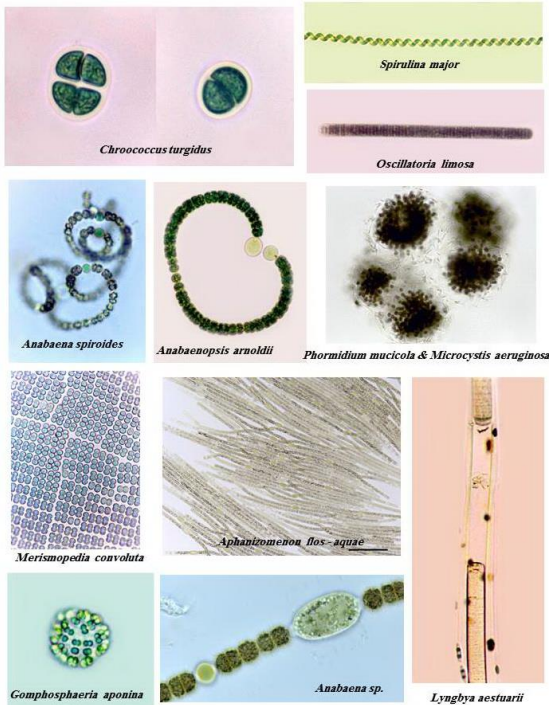 Spirulina major
Chroococcus turgidus
Oscillatoria limosa
Anabaena spiroides
Anabaenopsis arnoldii
Phormidium mucicola & Microcystis aeruginosa
Merismopedia convoluta
Aphanizomenon flos - aquae
Gomphosphaeria aponina
Anabaena sp.
Lyngbya aestuarii